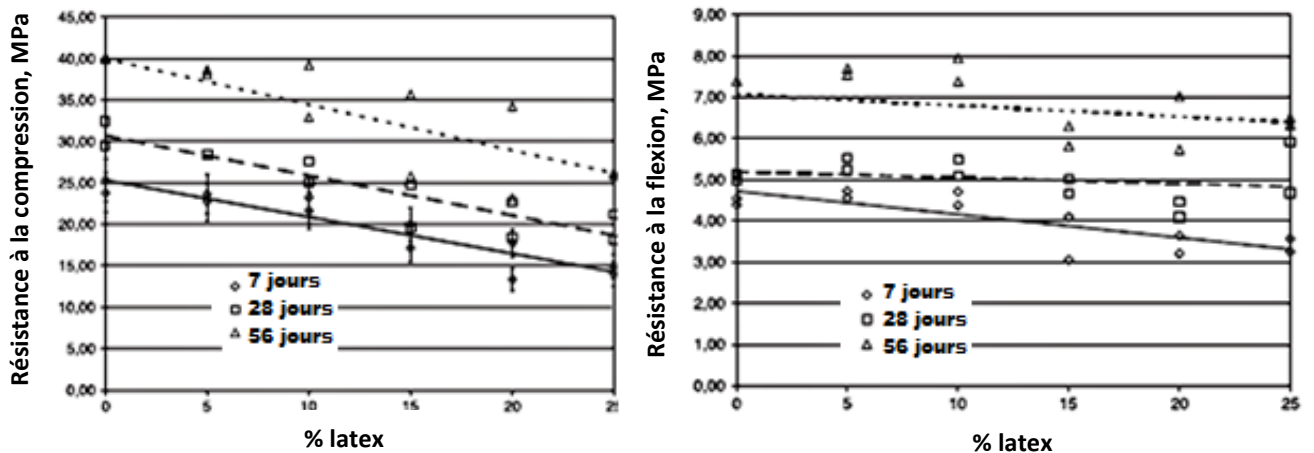 Résistance à la compression, MPa
45,00
40,00
35,00
30,00
25,00
20,00
15,00
10,00
5,00
0,00
0 5 10 15 20 25
% latex
7 jours
28 jours
56 jours
Résistance à la flexion, MPa
9,00
8,00
7,00
6,00
5,00
4,00
3,00
2,00
1,00
0,00
0 5 10 15 20 25
% latex
7 jours
28 jours
56 jours